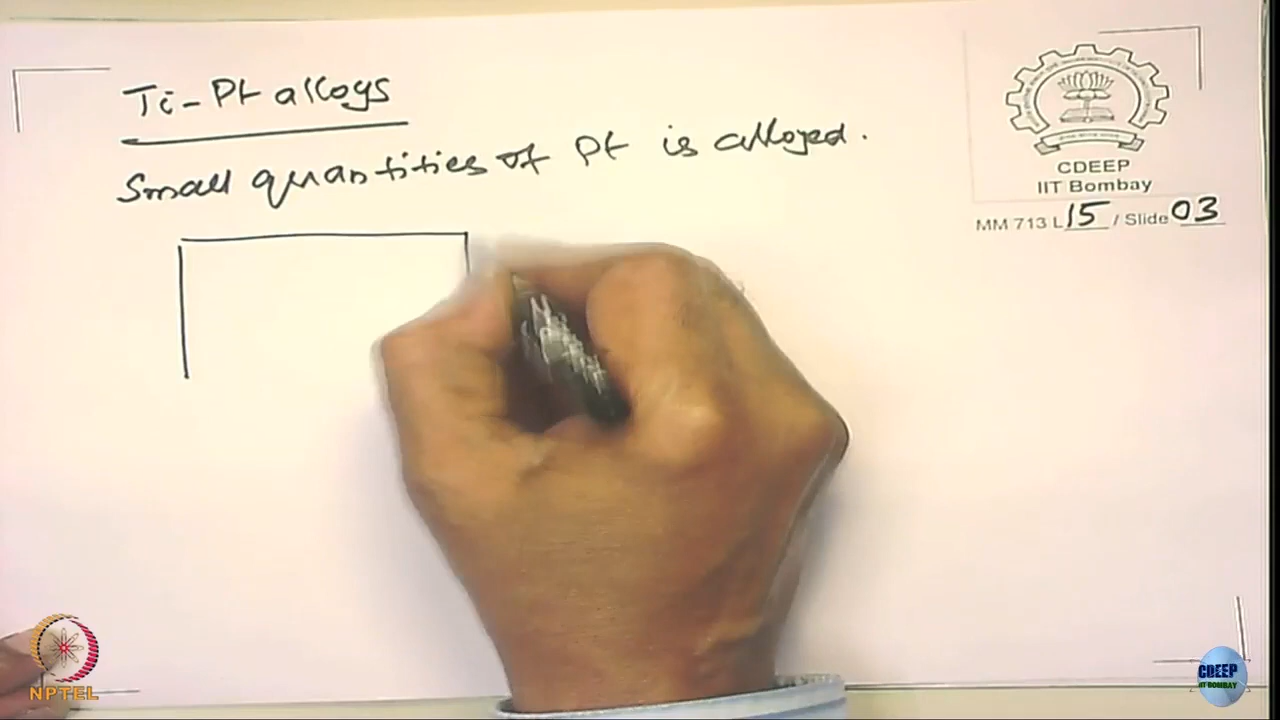 Ti-Pt alloys
Small quantities of Pt is alloyed.
CDEEP
IIT Bombay
MM 713 L15 / Slide 03
NPTEL
CDEEP
IIT BOMBAY